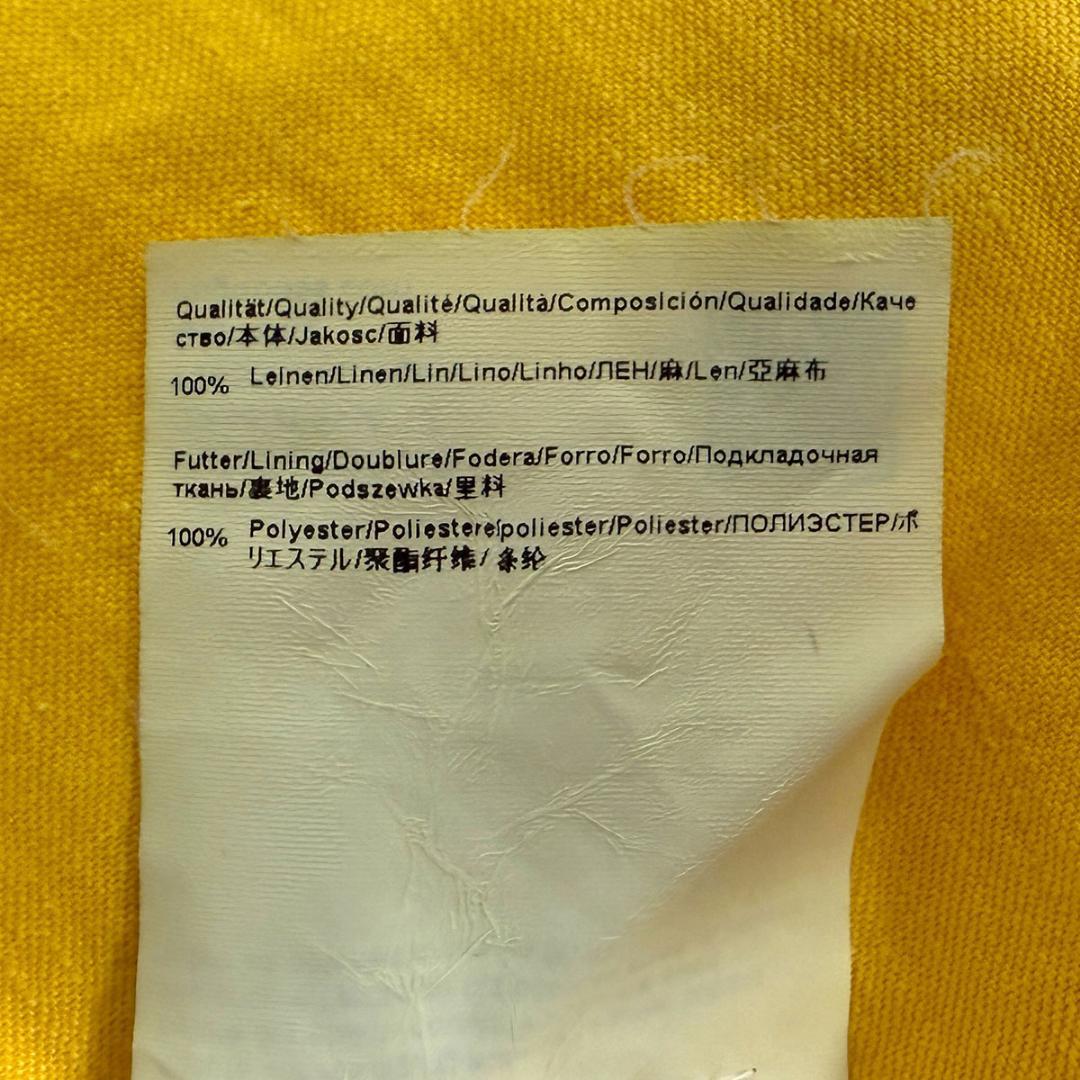 Qualität/Quality/Qualité/Qualità/Composición/Qualidade/Каче
ство/本体/Jakosc/面料
100% Leinen/Linen/Lin/Lino/Linho/ЛЕН/麻/Len/亞麻布
Futter/Lining/Doublure/Fodera/Forro/Forro/Подкладочная
ткань/裏地/Podszewka/里料
100% Polyester/Poliestere/poliester/Poliester/ПОЛИЭСТЕР/ポ
リエステル/聚酯纤维/涤纶